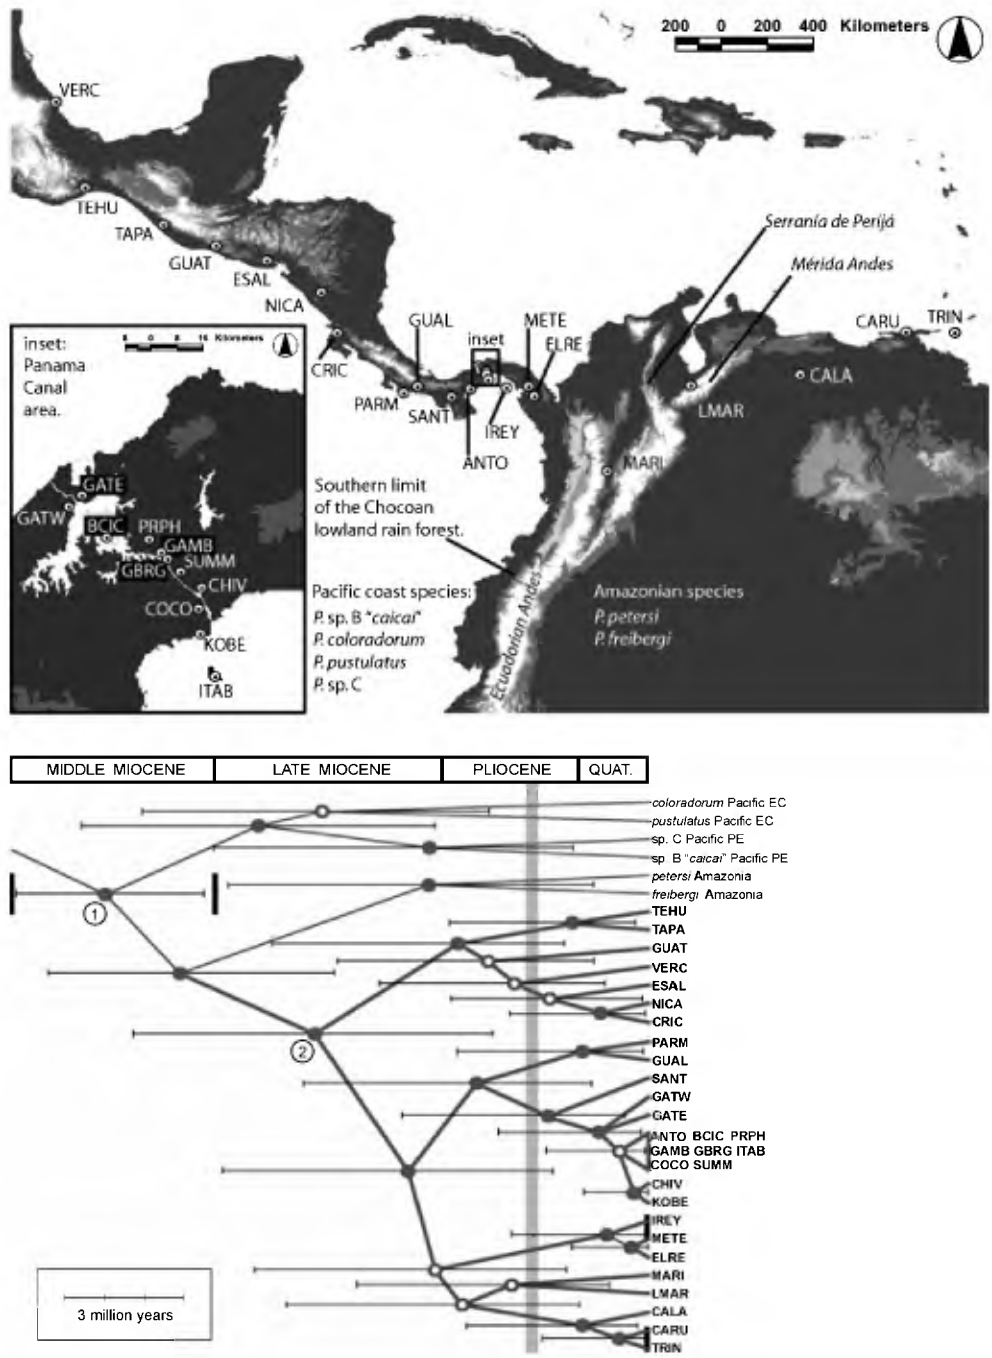 200 0 200 400 Kilometers
VERC
TEHU
TAPA
GUAT
ESAL
NICA
CRIC
PARM
GUAL
SANT
inset
ANTO
IREY
METE
ELRE
Serranía de Perijá
Mérida Andes
CARU
TRIN
CALA
LMAR
MARI
inset:
Panama
Canal
area.
8 0 8 16 Kilometers
GATE
GATW
BCIC
PRPH
GAMB
GBRG
SUMM
CHIV
COCO
KOBE
ITAB
Southern limit
of the Chocoan
lowland rain forest.
Pacific coast species:
P. sp. B "caicai"
P. coloradorum
P. pustulatus
P. sp. C
Ecuadorian Andes
Amazonian species
P. petersi
P. freibergi
MIDDLE MIOCENE LATE MIOCENE PLIOCENE QUAT.
coloradorum Pacific EC
pustulatus Pacific EC
sp. C Pacific PE
sp. B "caicai" Pacific PE
petersi Amazonia
freibergi Amazonia
1
TEHU
TAPA
GUAT
VERC
ESAL
NICA
CRIC
2
PARM
GUAL
SANT
GATW
GATE
ANTO BCIC PRPH
GAMB GBRG ITAB
COCO SUMM
CHIV
KOBE
IREY
METE
ELRE
MARI
LMAR
CALA
CARU
TRIN
3 million years